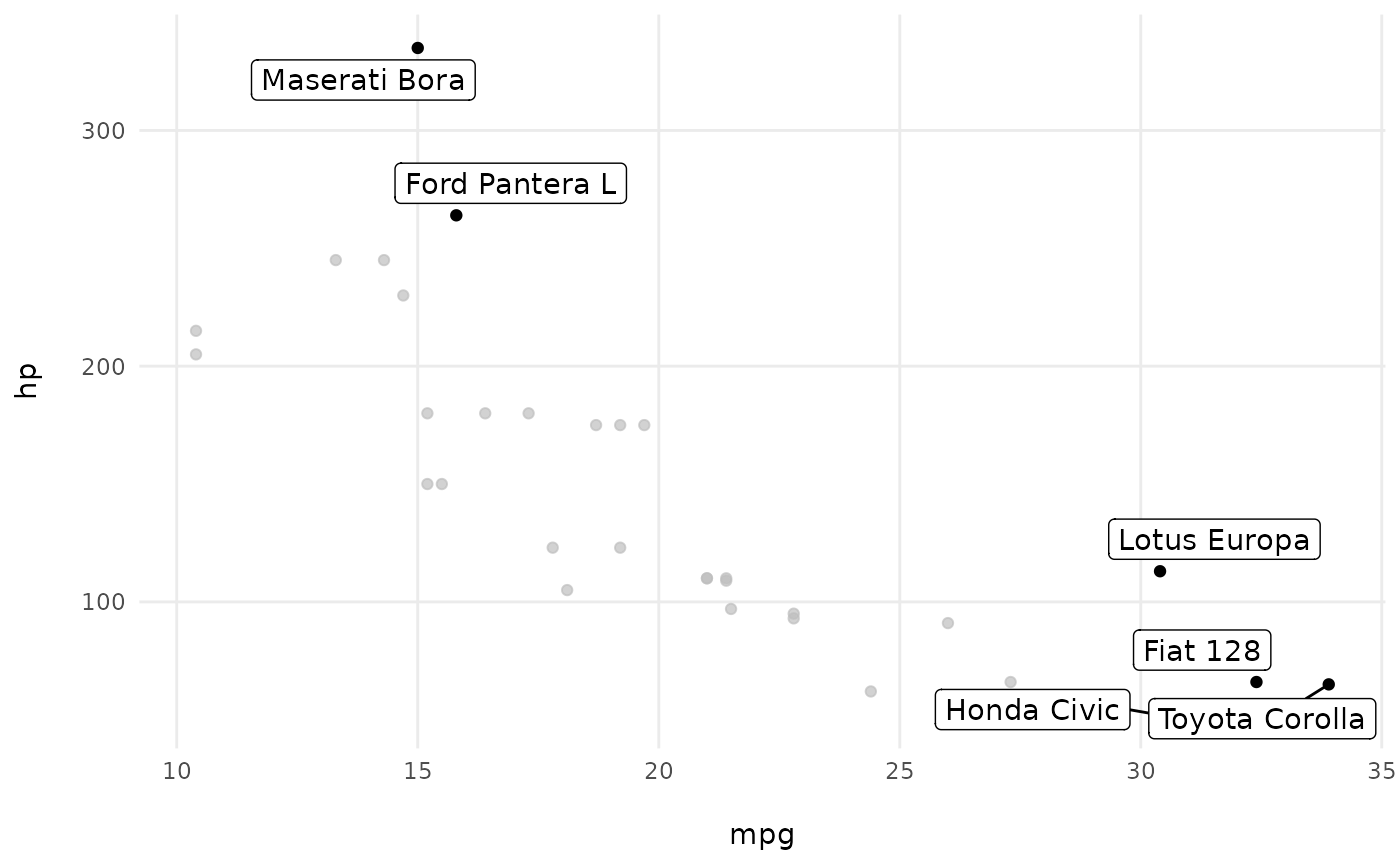 Maserati Bora
300
Ford Pantera L
hp
200
Lotus Europa
100
Fiat 128
Honda Civic
Toyota Corolla
10 15 20 25 30 35
mpg